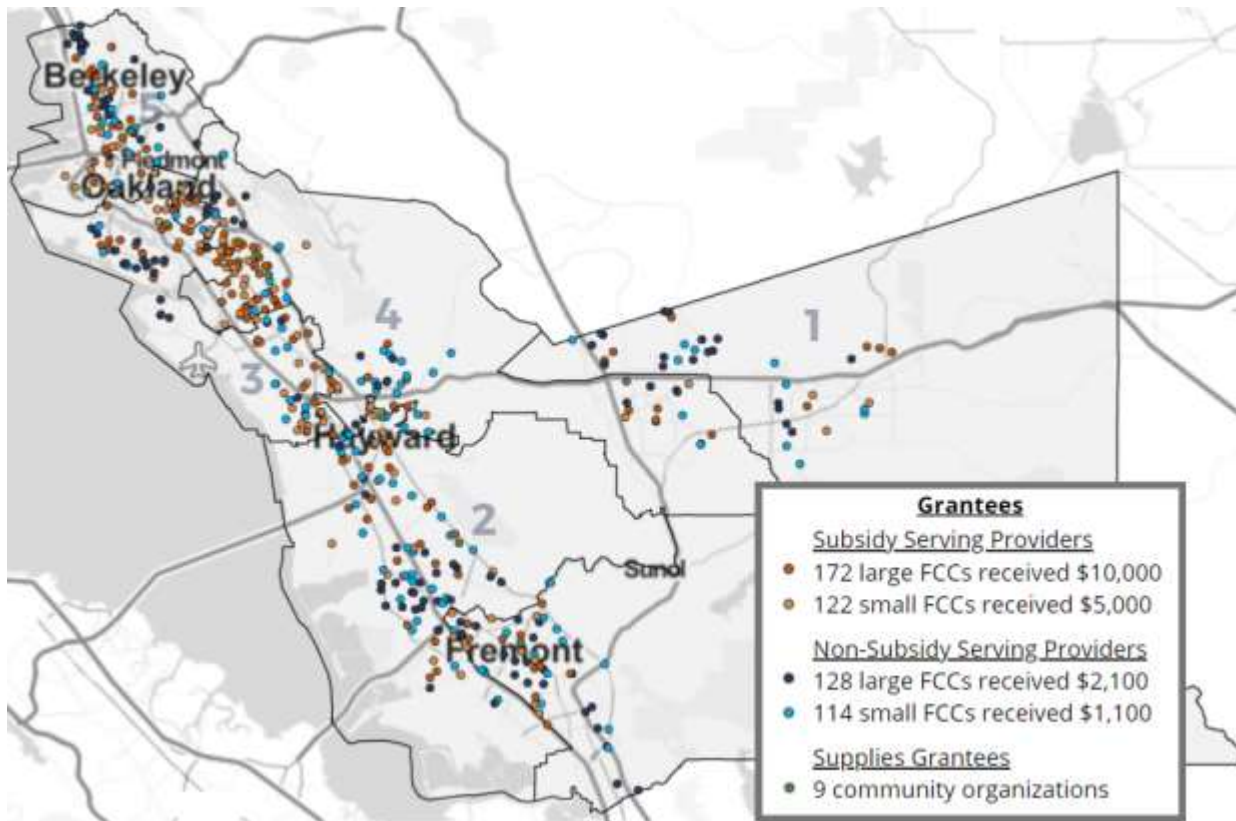 Berkeley
5
Piedmont
Oakland
4
1
3
Hayward
2
Sunol
Fremont
Grantees
Subsidy Serving Providers
172 large FCCs received $10,000
122 small FCCs received $5,000
Non-Subsidy Serving Providers
128 large FCCs received $2,100
114 small FCCs received $1,100
Supplies Grantees
9 community organizations